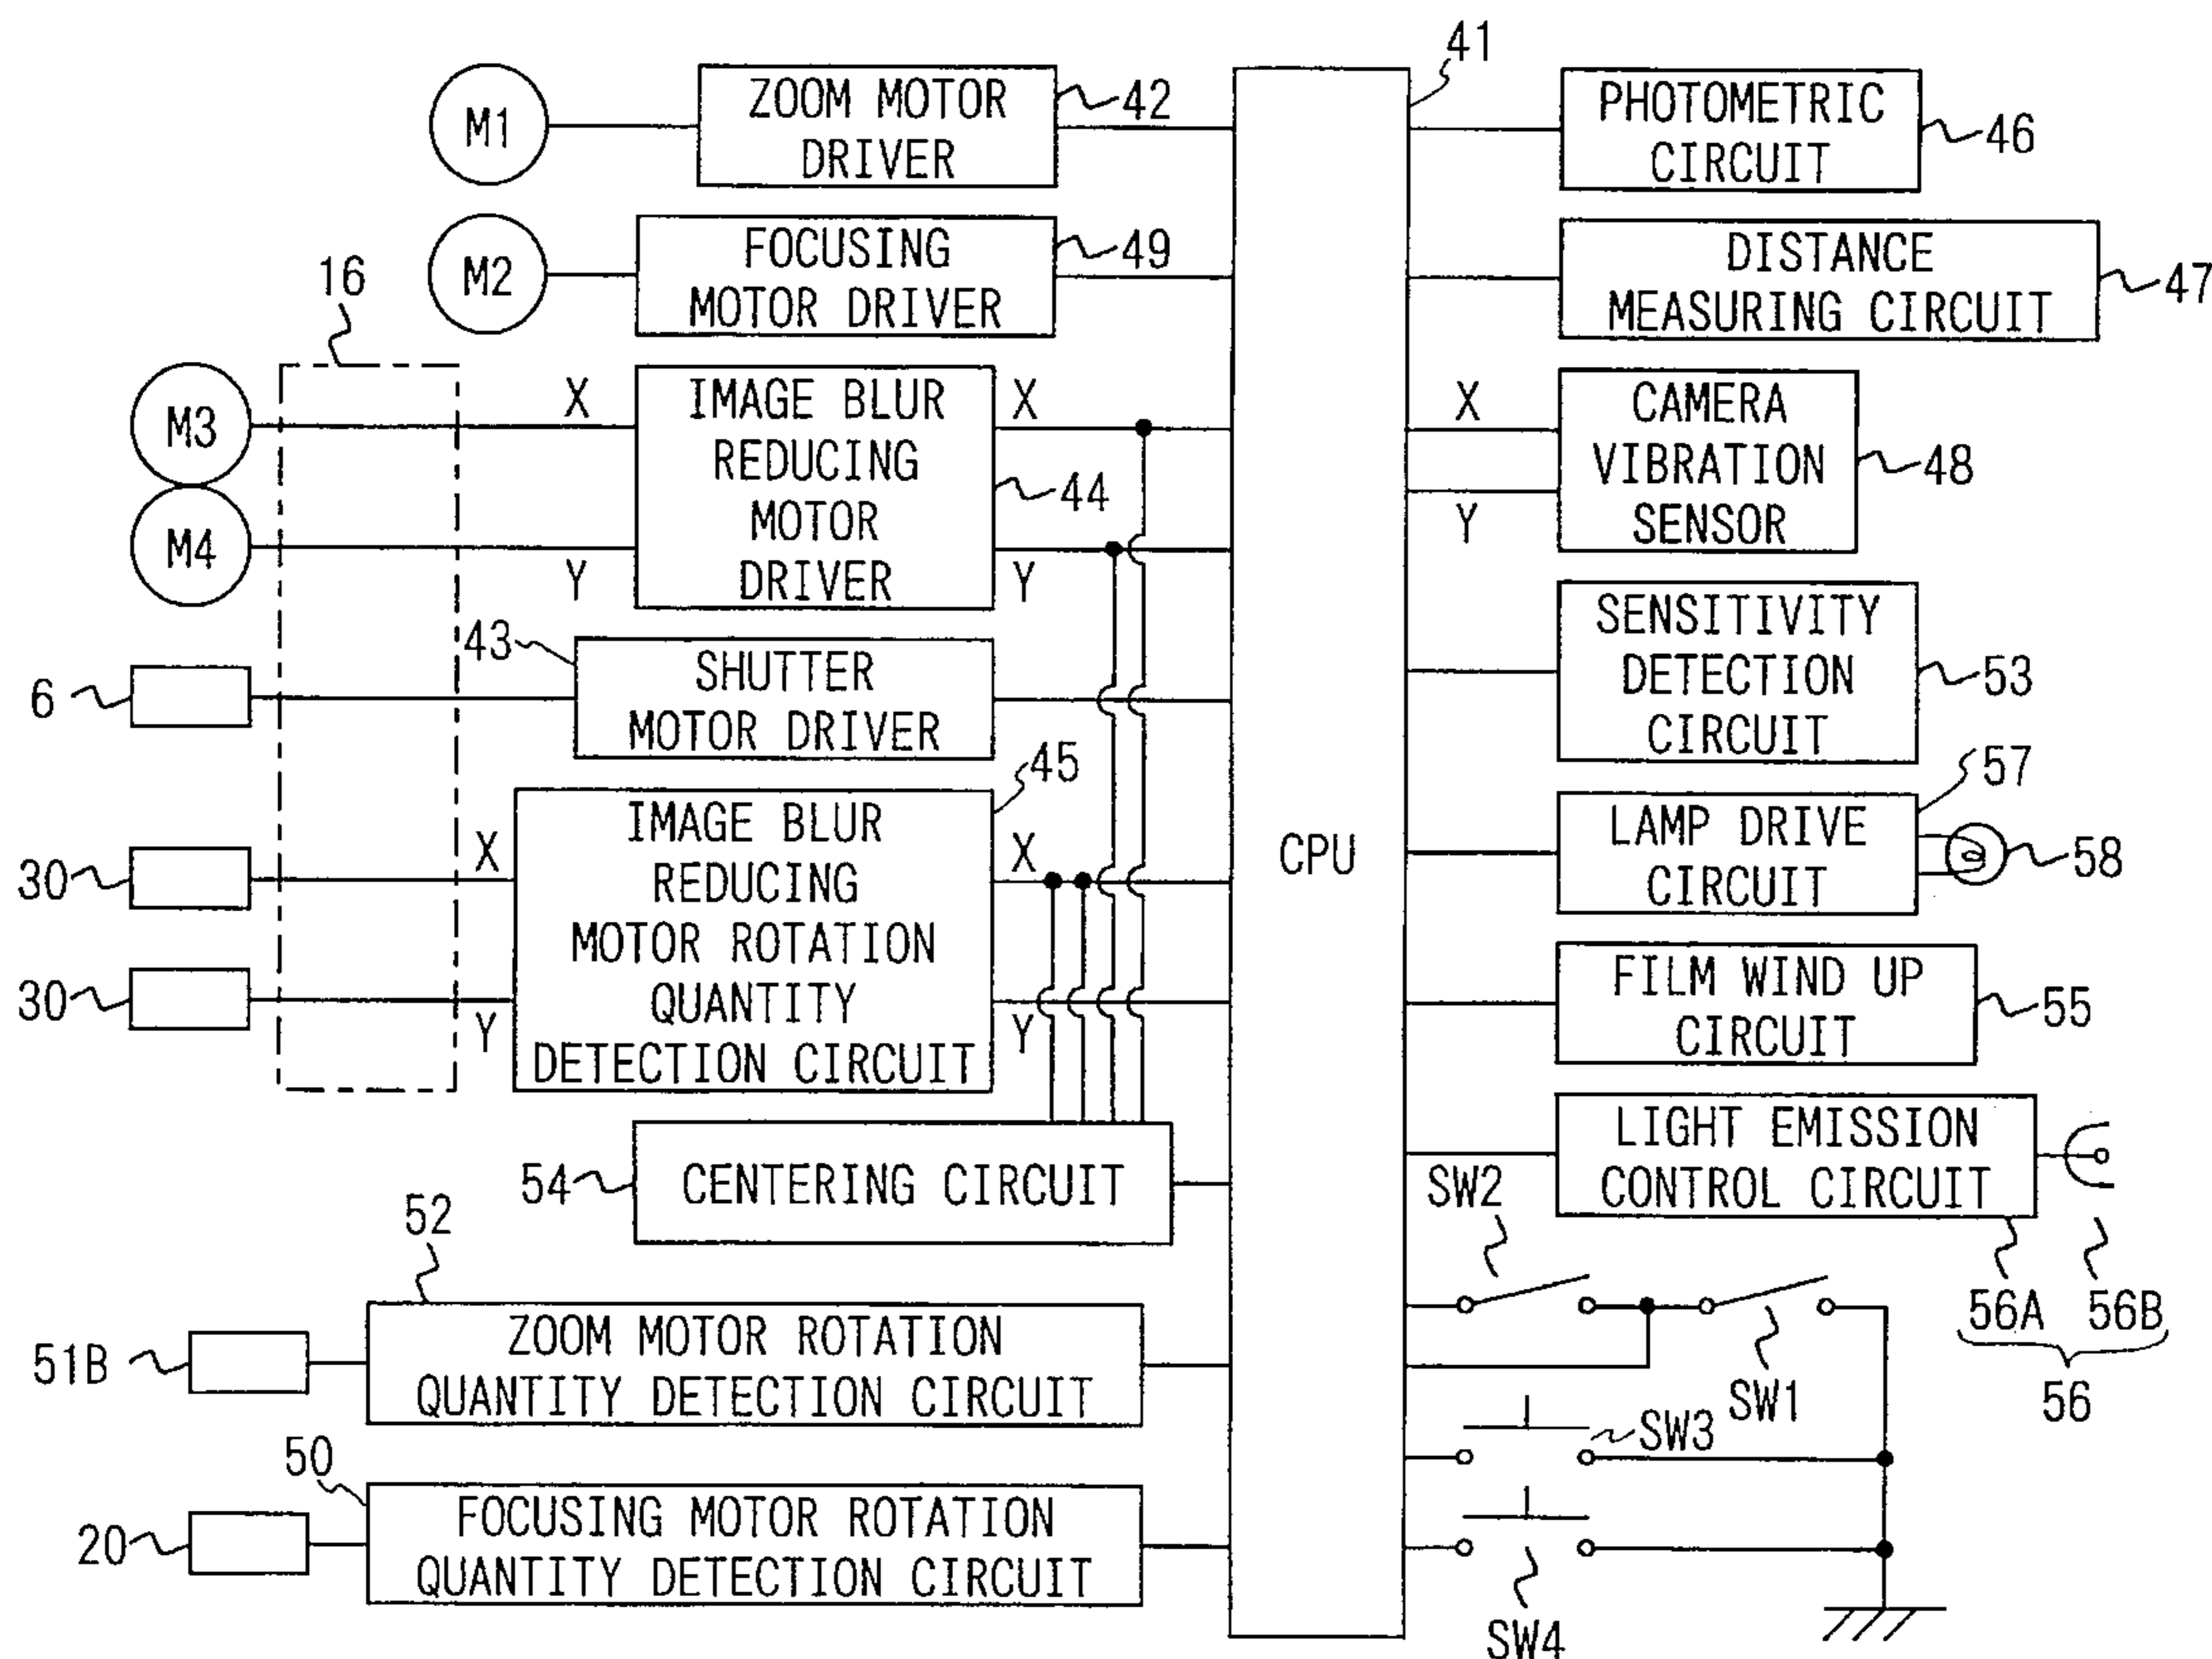 41
M1
ZOOM MOTOR
DRIVER
42
PHOTOMETRIC
CIRCUIT
46
M2
FOCUSING
MOTOR DRIVER
49
DISTANCE
MEASURING CIRCUIT
47
16
M3
M4
X
Y
IMAGE BLUR
REDUCING
MOTOR
DRIVER
X
44
Y
X
Y
CAMERA
VIBRATION
SENSOR
48
6
43
SHUTTER
MOTOR DRIVER
SENSITIVITY
DETECTION
CIRCUIT
53
30
30
X
Y
IMAGE BLUR
REDUCING
MOTOR ROTATION
QUANTITY
DETECTION CIRCUIT
45
X
Y
CPU
LAMP DRIVE
CIRCUIT
57
58
FILM WIND UP
CIRCUIT
55
54
CENTERING CIRCUIT
LIGHT EMISSION
CONTROL CIRCUIT
56A
56B
56
52
51B
ZOOM MOTOR ROTATION
QUANTITY DETECTION CIRCUIT
SW2
SW1
SW3
SW4
50
20
FOCUSING MOTOR ROTATION
QUANTITY DETECTION CIRCUIT